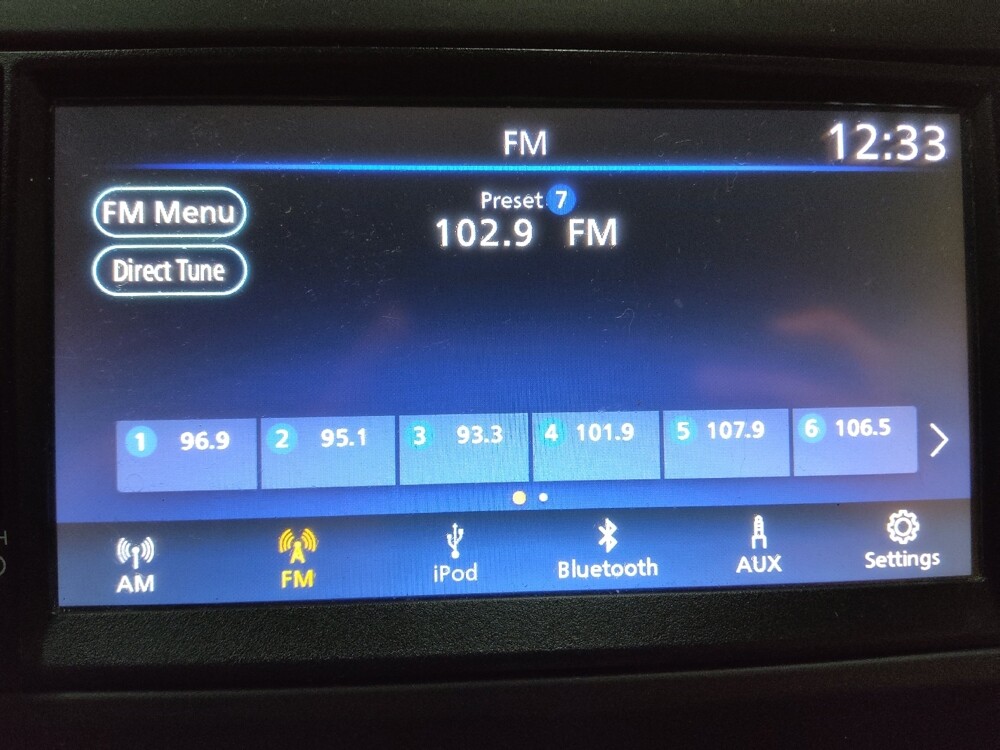 FM
12:33
FM Menu
Preset 7
102.9 FM
Direct Tune
1 96.9
2 95.1
3 93.3
4 101.9
5 107.9
6 106.5
AM
FM
iPod
Bluetooth
AUX
Settings